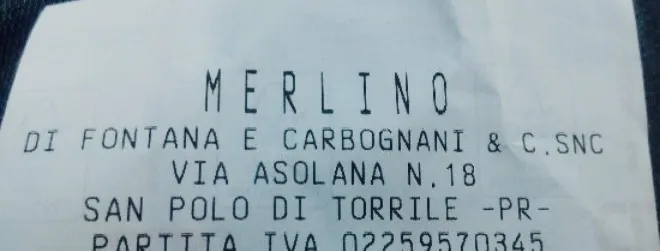 MERLINO
DI FONTANA E CARBOGNANI & C.SNC
VIA ASOLANA N.18
SAN POLO DI TORRILE -PR-
PARTITA IVA 02259570345